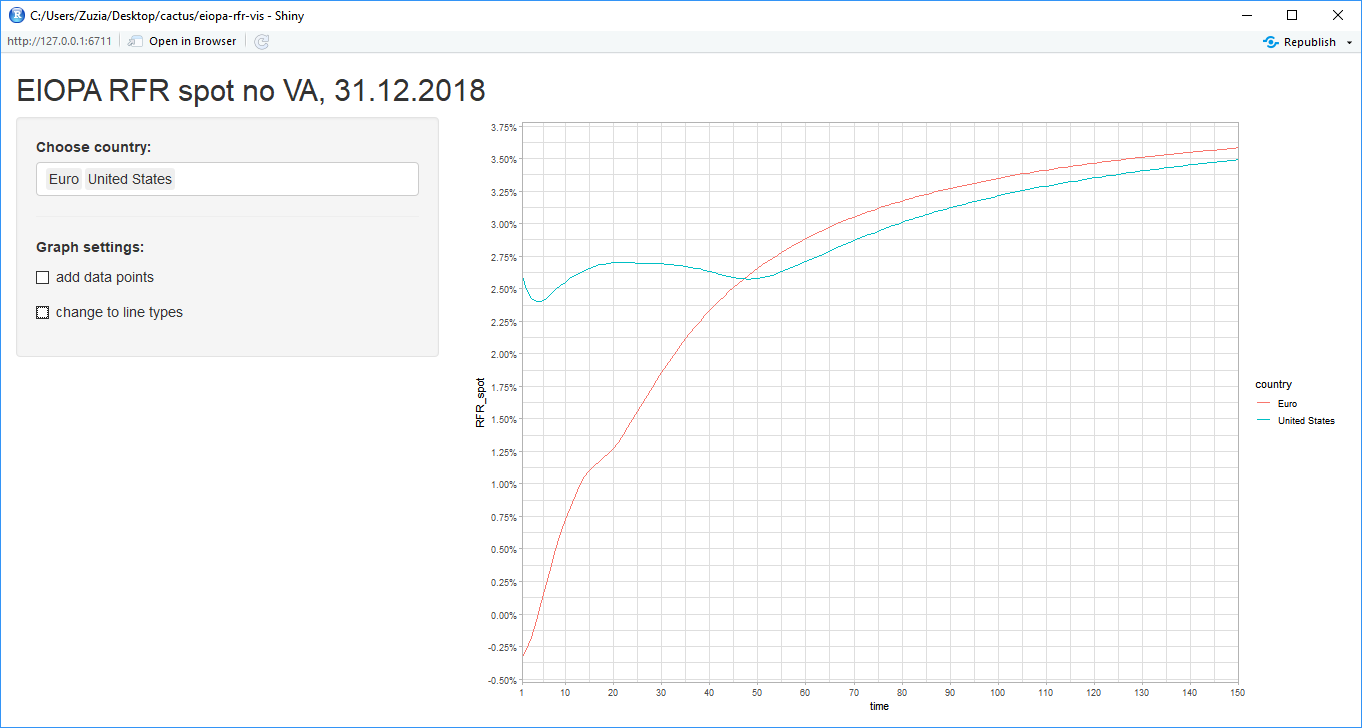 C:/Users/Zuzia/Desktop/cactus/eiopa-rfr-vis - Shiny
http://127.0.0.1:6711 Open in Browser Republish
EIOPA RFR spot no VA, 31.12.2018
Choose country:
Euro United States
Graph settings:
add data points
change to line types
3.75%
3.50%
3.25%
3.00%
2.75%
2.50%
2.25%
2.00%
1.75%
1.50%
1.25%
1.00%
0.75%
0.50%
0.25%
0.00%
-0.25%
-0.50%
RFR_spot
1 10 20 30 40 50 60 70 80 90 100 110 120 130 140 150
time
country
Euro
United States